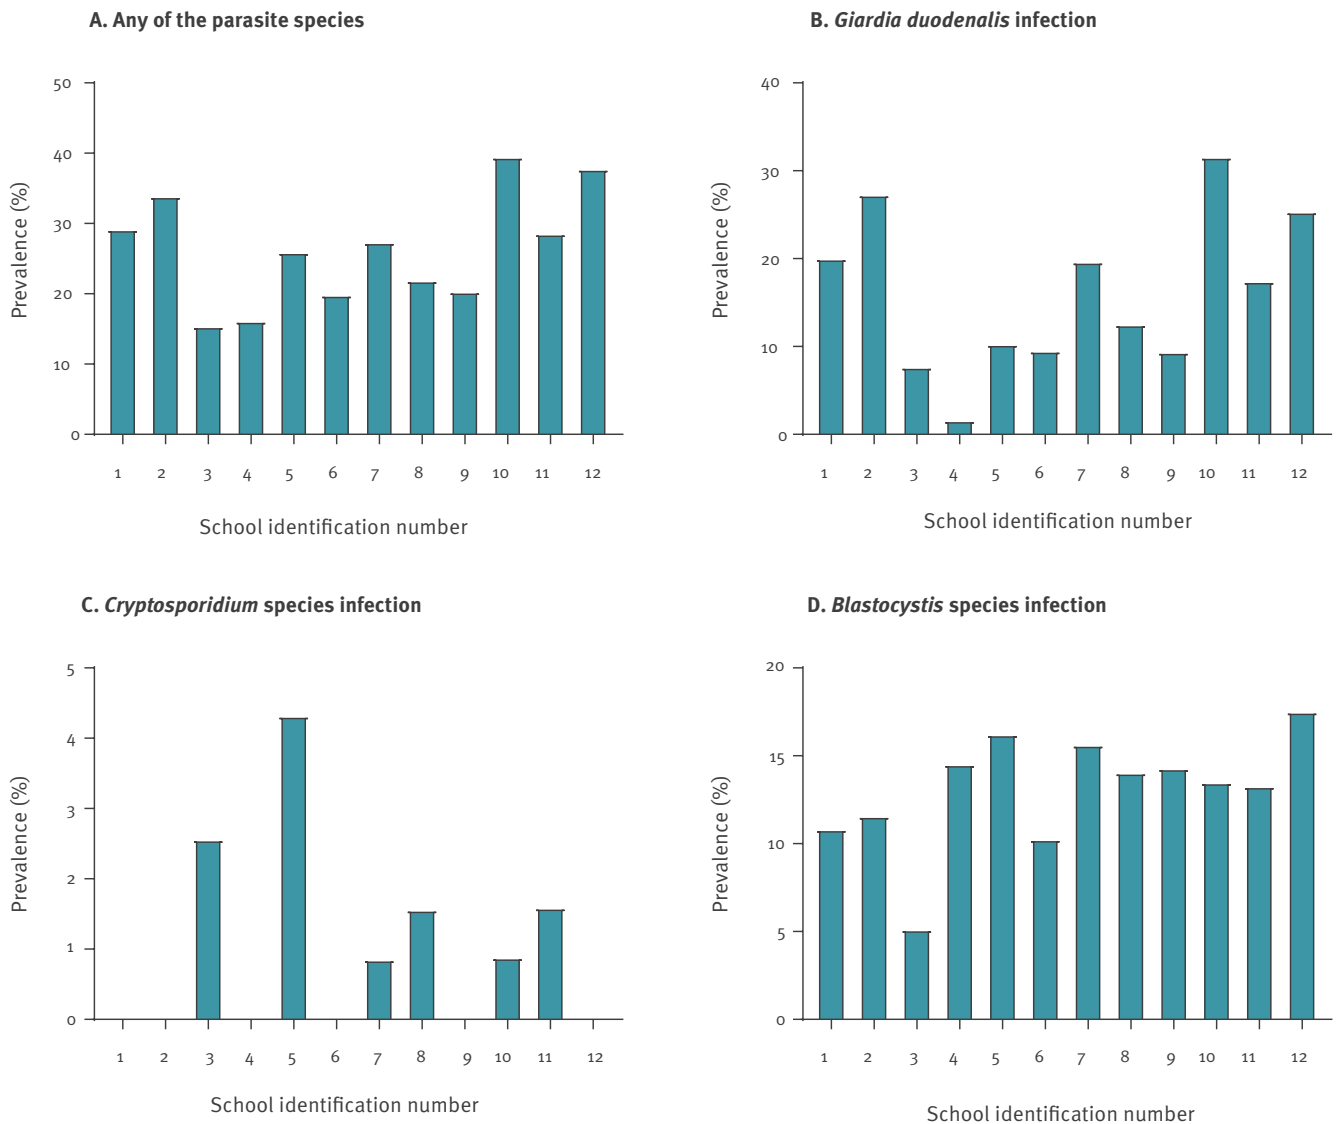 A. Any of the parasite species
50
40
30
20
10
0
Prevalence (%)
1 2 3 4 5 6 7 8 9 10 11 12
School identification number
B. Giardia duodenalis infection
40
30
20
10
0
Prevalence (%)
1 2 3 4 5 6 7 8 9 10 11 12
School identification number
C. Cryptosporidium species infection
5
4
3
2
1
0
Prevalence (%)
1 2 3 4 5 6 7 8 9 10 11 12
School identification number
D. Blastocystis species infection
20
15
10
5
0
Prevalence (%)
1 2 3 4 5 6 7 8 9 10 11 12
School identification number